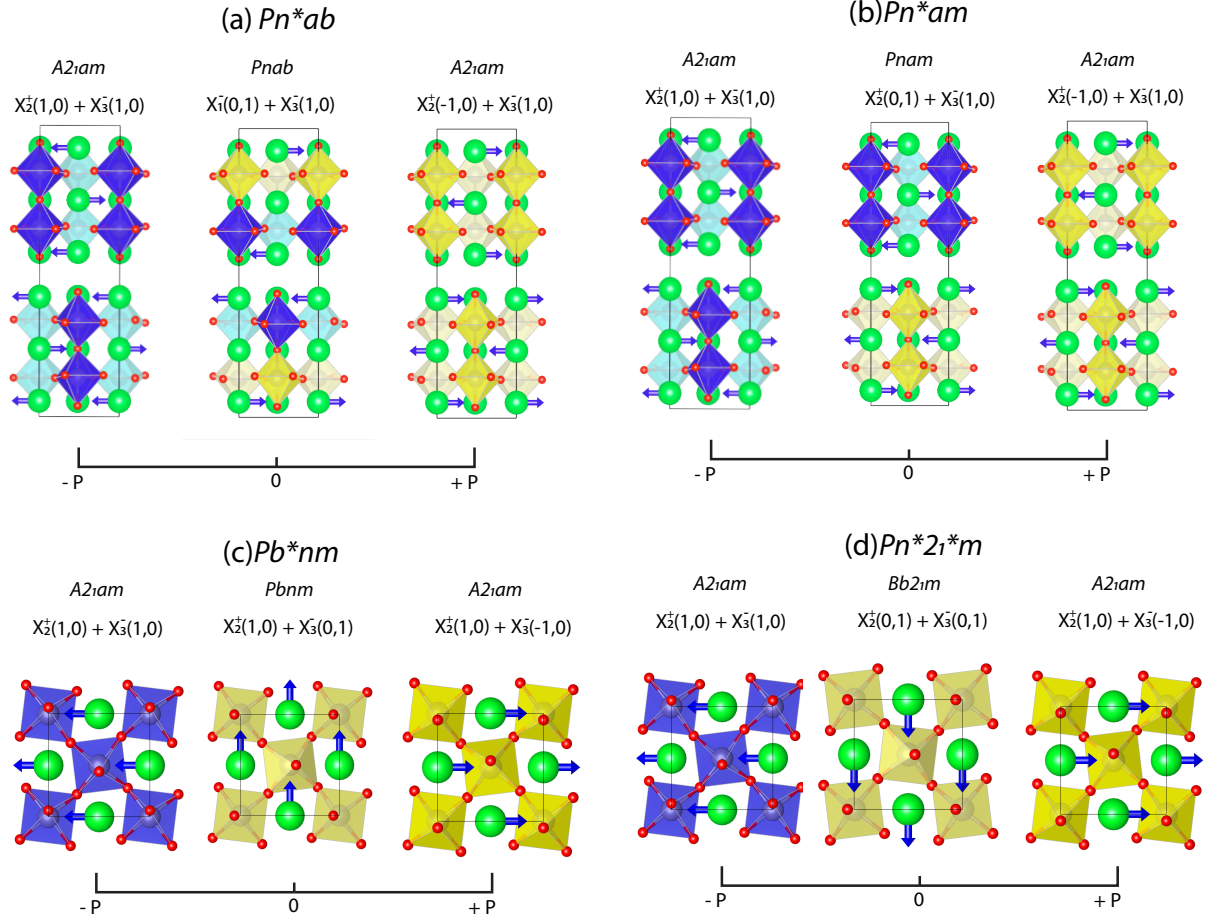 (a) Pn*ab
A2₁am Pnab A2₁am
X₂⁺(1,0) + X₃⁻(1,0) X₁⁻(0,1) + X₃⁻(1,0) X₂⁺(-1,0) + X₃⁻(1,0)
- P 0 + P
(b)Pn*am
A2₁am Pnam A2₁am
X₂⁺(1,0) + X₃⁻(1,0) X₂⁺(0,1) + X₃⁻(1,0) X₂⁺(-1,0) + X₃⁻(1,0)
- P 0 + P
(c) Pb*nm
A2₁am Pbnm A2₁am
X₂⁺(1,0) + X₃⁻(1,0) X₂⁺(1,0) + X₃⁻(0,1) X₂⁺(1,0) + X₃⁻(-1,0)
- P 0 + P
(d)Pn*2₁*m
A2₁am Bb2₁m A2₁am
X₂⁺(1,0) + X₃⁻(1,0) X₂⁺(0,1) + X₃⁻(0,1) X₂⁺(1,0) + X₃⁻(-1,0)
- P 0 + P